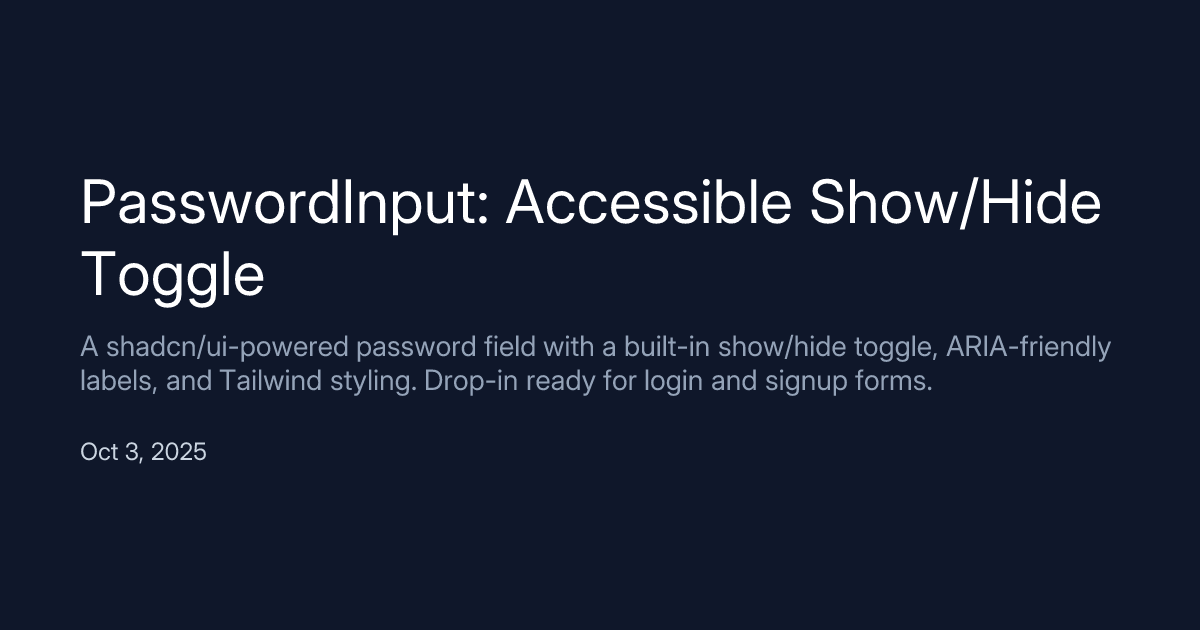 PasswordInput: Accessible Show/Hide
Toggle
A shadcn/ui-powered password field with a built-in show/hide toggle, ARIA-friendly
labels, and Tailwind styling. Drop-in ready for login and signup forms.
Oct 3, 2025